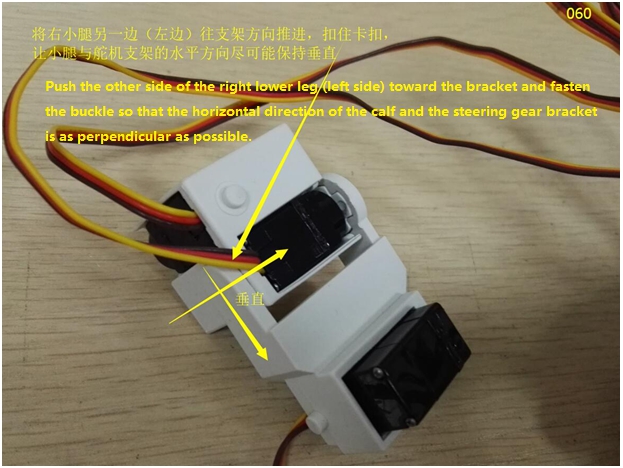 060
将右小腿另一边（左边）往支架方向推进，扣住卡扣，
让小腿与舵机支架的水平方向尽可能保持垂直
Push the other side of the right lower leg (left side) toward the bracket and fasten
the buckle so that the horizontal direction of the calf and the steering gear bracket
is as perpendicular as possible.
垂直